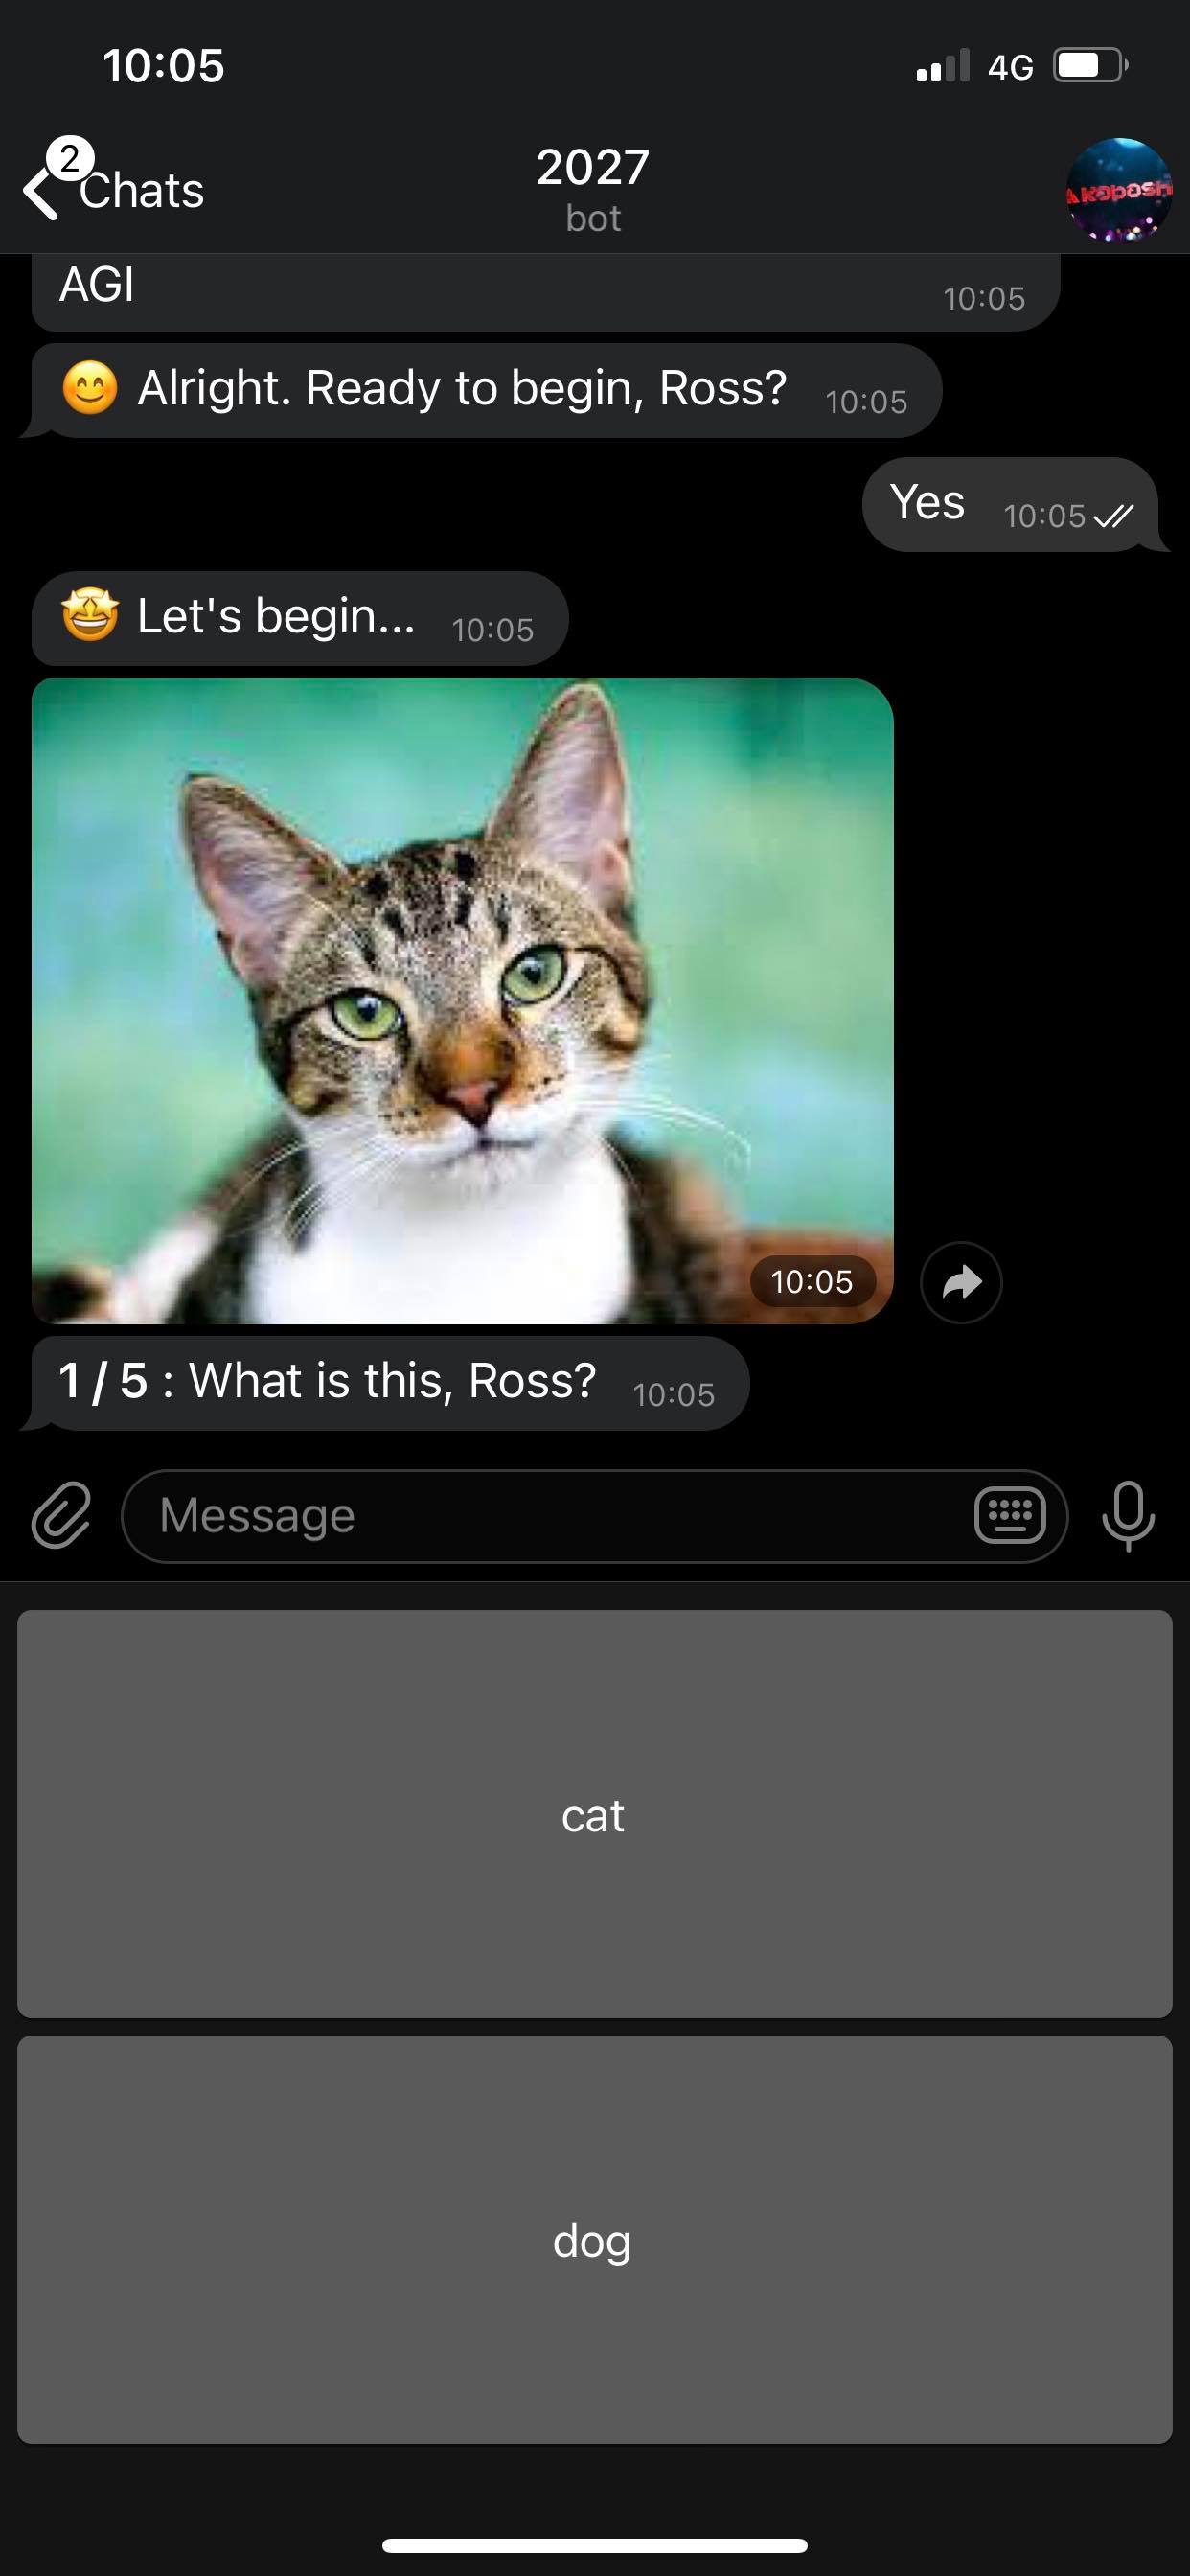 10:05
4G
2
Chats
2027
bot
AGI
10:05
😊 Alright. Ready to begin, Ross? 10:05
Yes 10:05
🤩 Let's begin... 10:05
10:05
1 / 5 : What is this, Ross? 10:05
Message
cat
dog